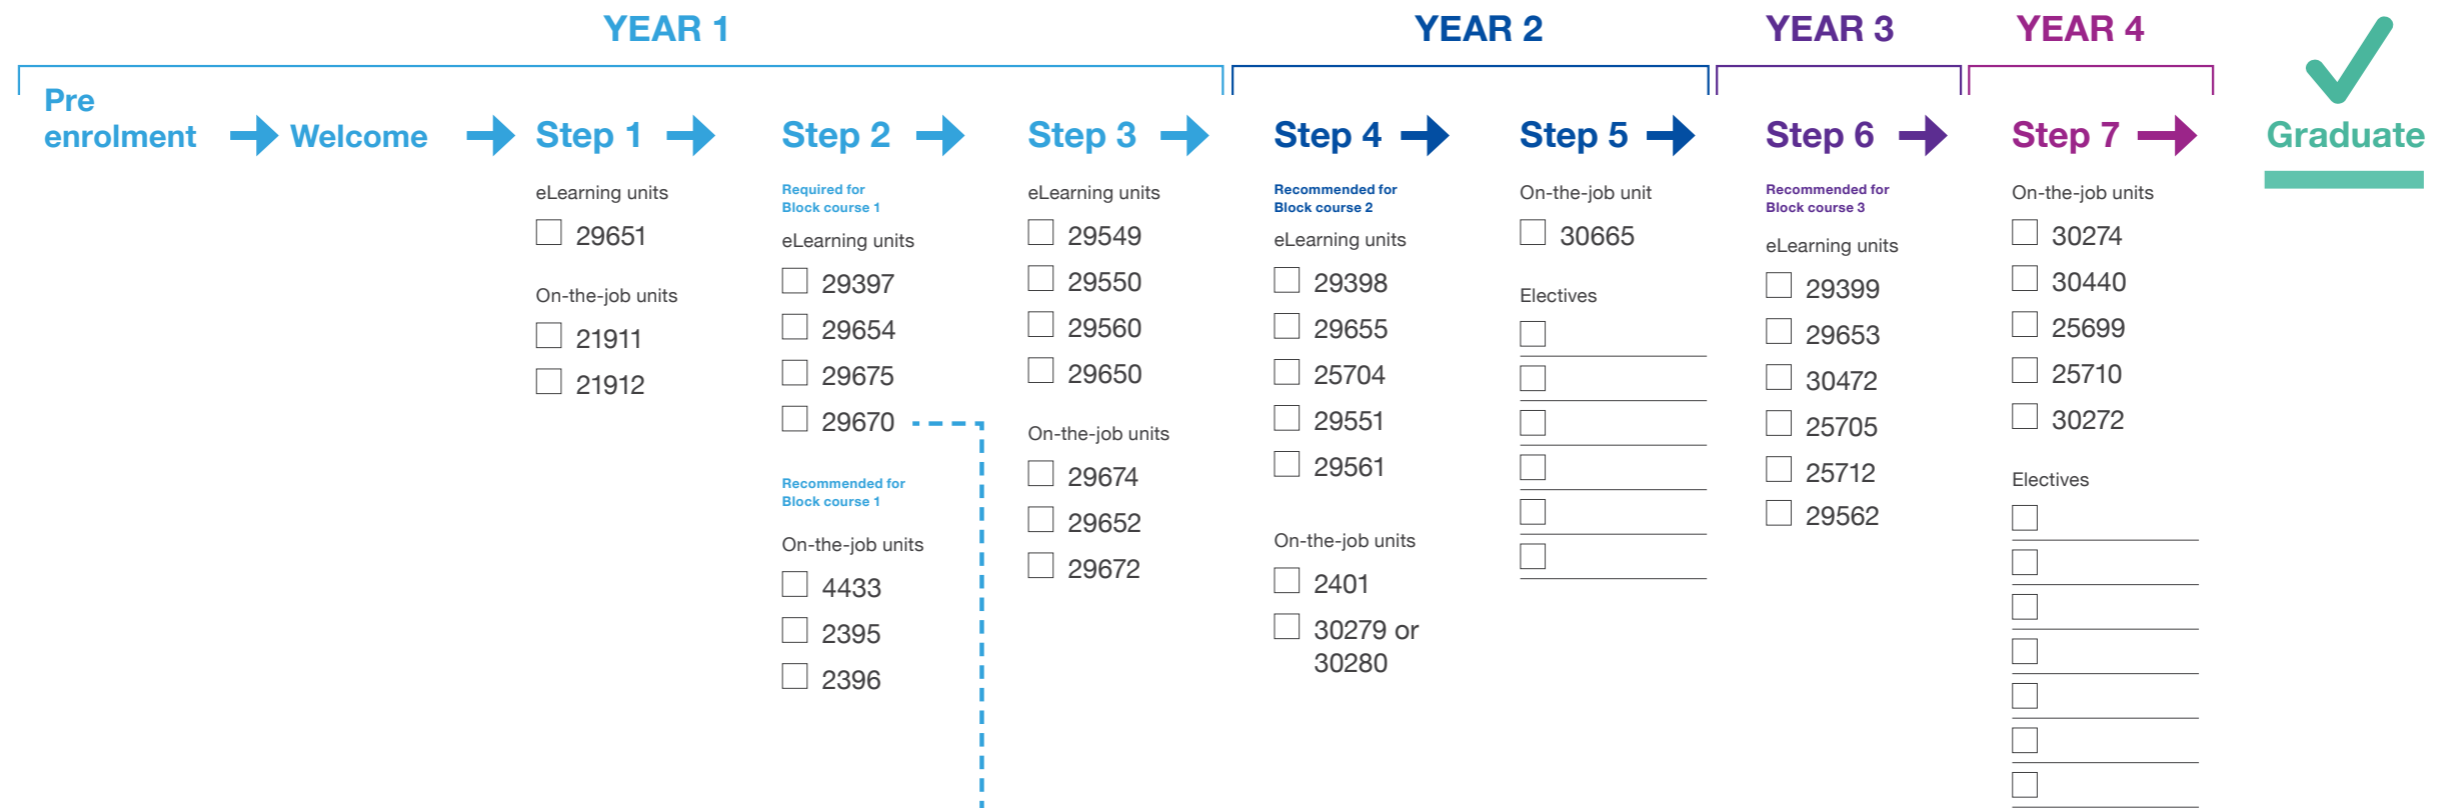 YEAR 1
YEAR 2
YEAR 3
YEAR 4
Pre
enrolment
Welcome
Step 1
eLearning units
29651
On-the-job units
21911
21912
Step 2
Required for
Block course 1
eLearning units
29397
29654
29675
29670
Recommended for
Block course 1
On-the-job units
4433
2395
2396
Step 3
eLearning units
29549
29550
29560
29650
On-the-job units
29674
29652
29672
Step 4
Recommended for
Block course 2
eLearning units
29398
29655
25704
29551
29561
On-the-job units
2401
30279 or
30280
Step 5
On-the-job unit
30665
Electives
Step 6
Recommended for
Block course 3
eLearning units
29399
29653
30472
25705
25712
29562
Step 7
On-the-job units
30274
30440
25699
25710
30272
Electives
Graduate